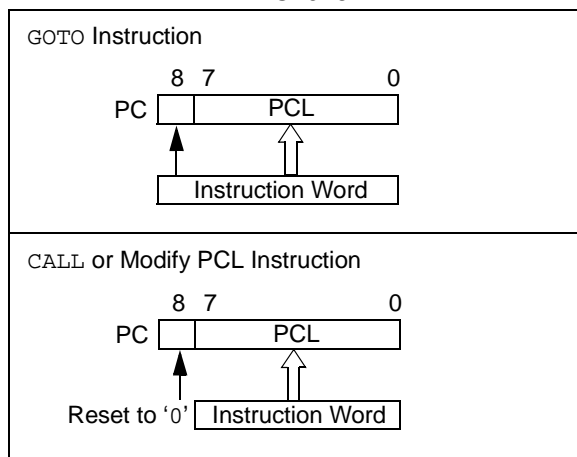 GOTO Instruction
8 7 0
PC PCL
Instruction Word
CALL or Modify PCL Instruction
8 7 0
PC PCL
Reset to ‘0’ Instruction Word